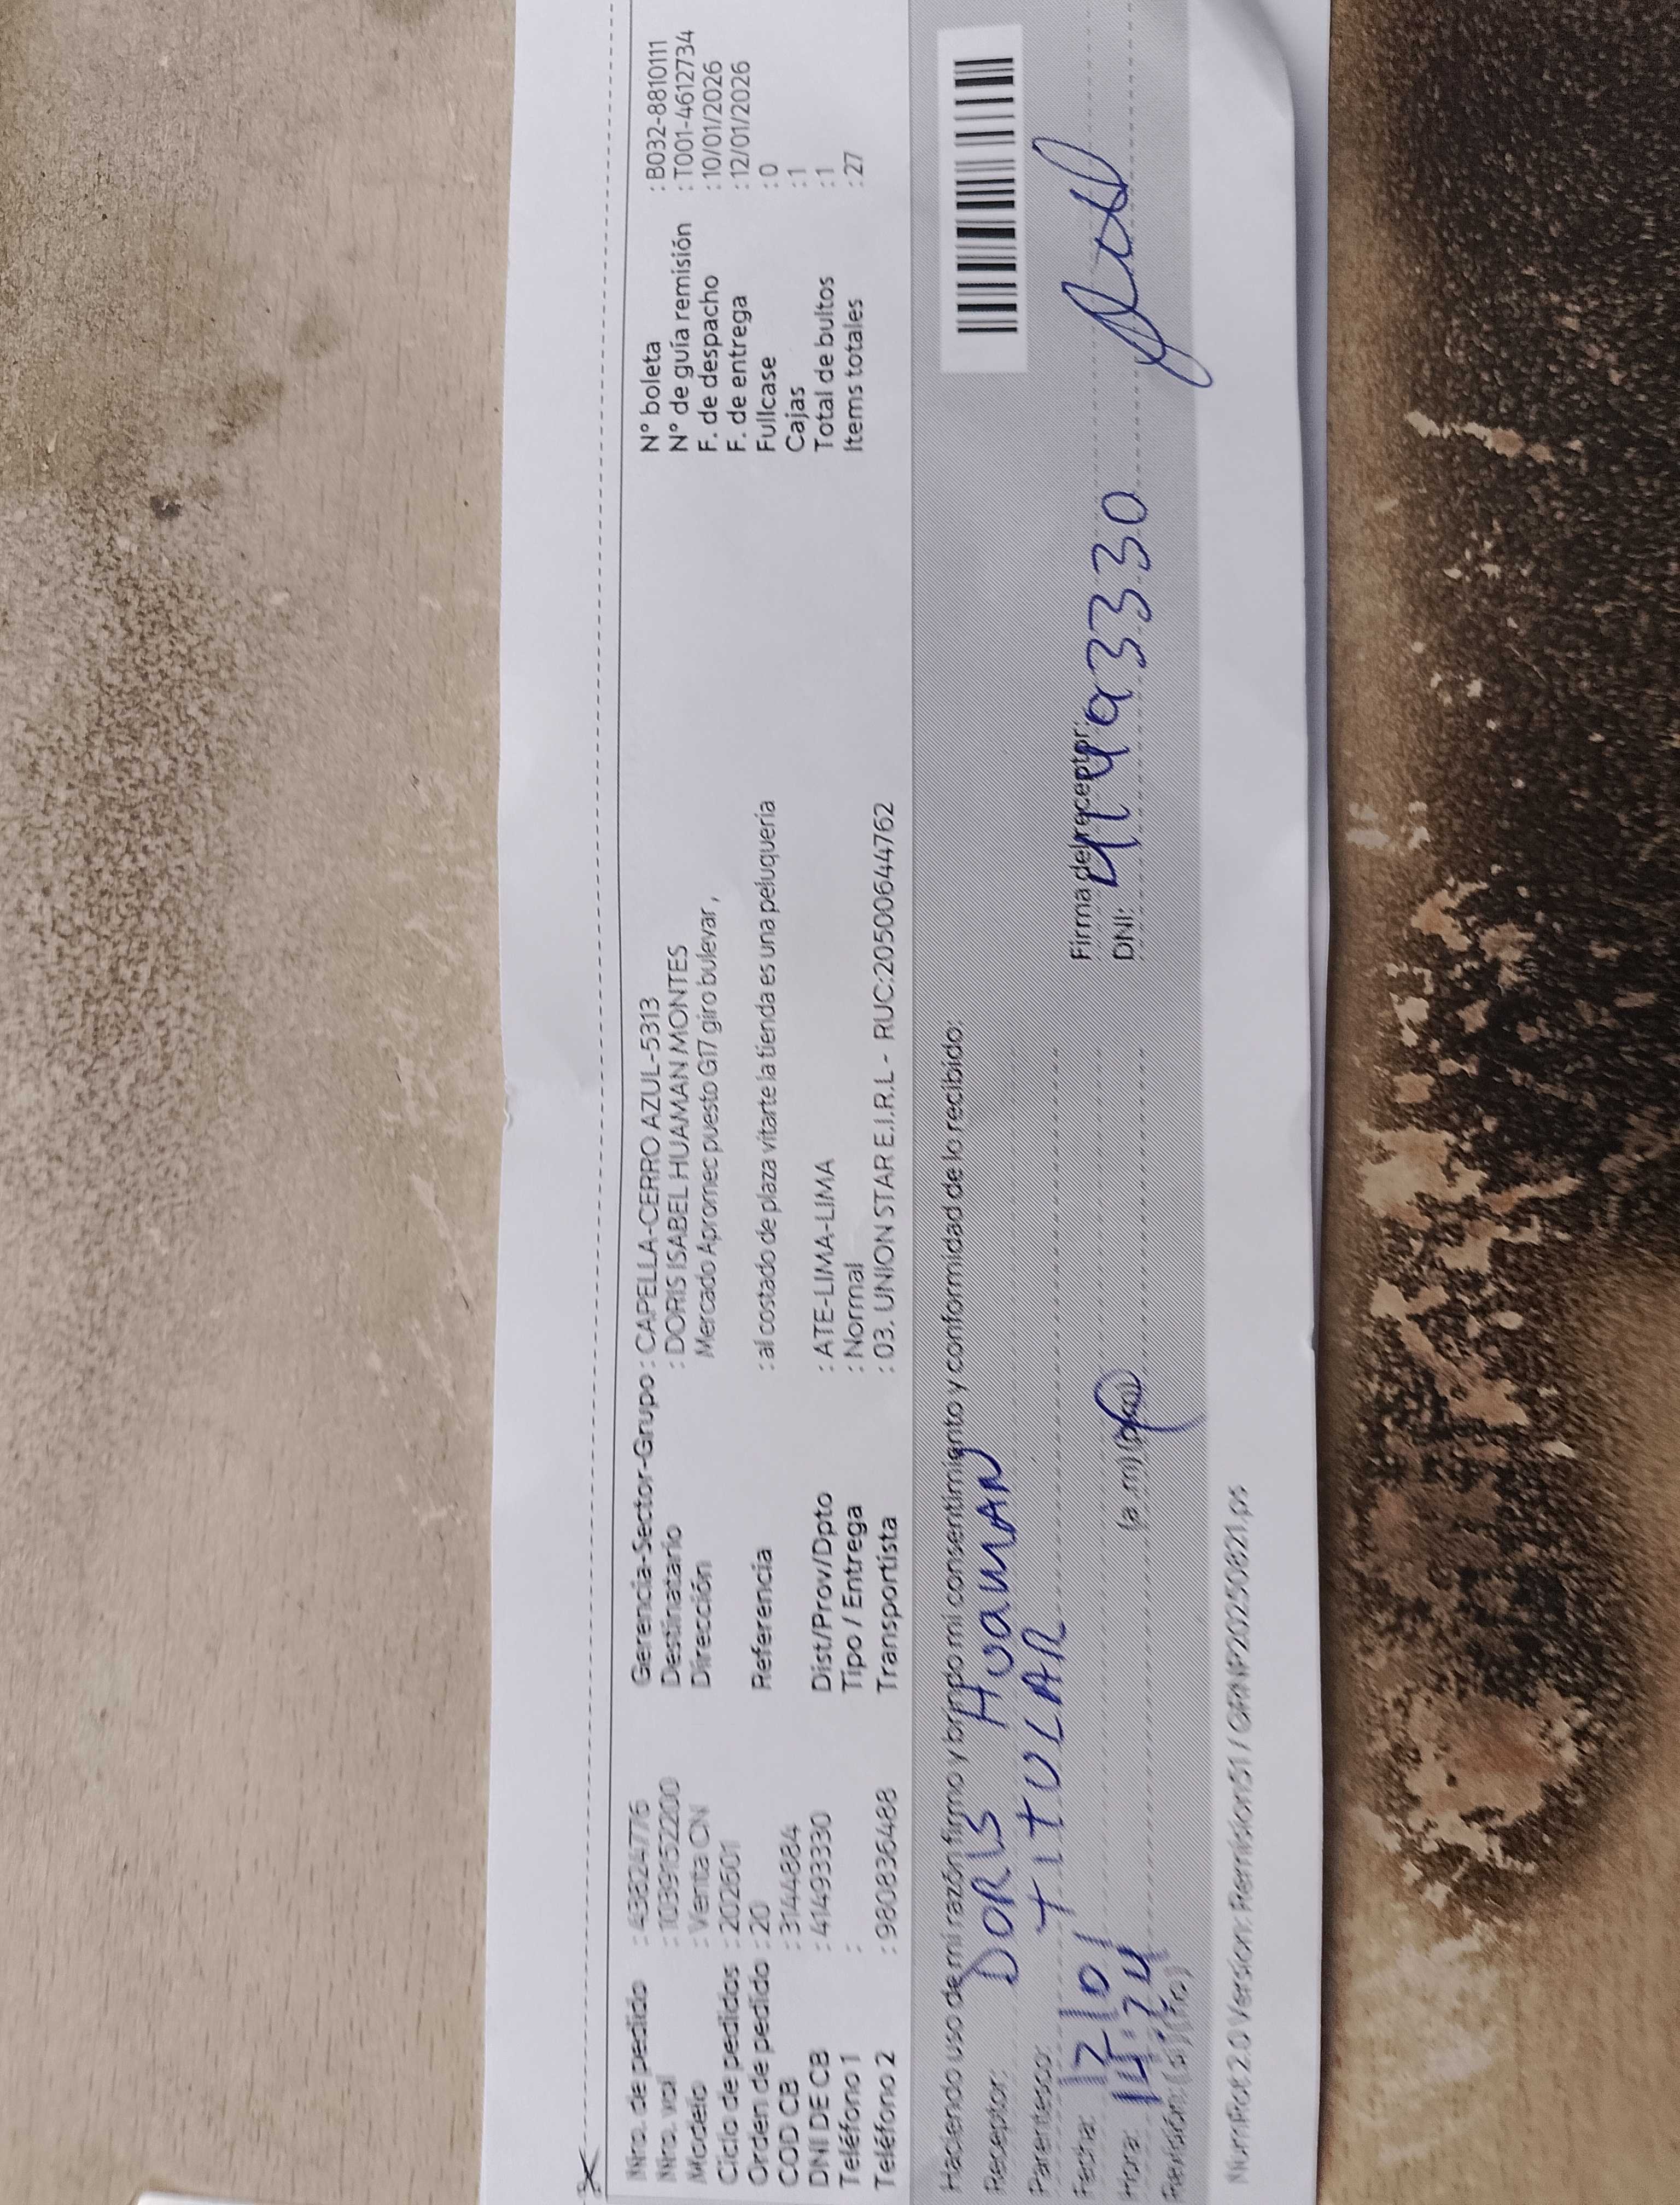 Nro. de pedido : 43824776
Nro. val : 1039152200
Modelo : Venta CN
Ciclo de pedidos : 202601
Orden de pedido : 20
COD CB : 31444884
DNI DE CB : 41493330
Teléfono 1 :
Teléfono 2 : 980836488
Gerencia-Sector-Grupo : CAPELLA-CERRO AZUL-5313
Destinatario : DORIS ISABEL HUAMAN MONTES
Dirección Mercado Apromec puesto G17 giro bulevar ,
Referencia : al costado de plaza vitarte la tienda es una peluquería
Dist/Prov/Dpto : ATE-LIMA-LIMA
Tipo / Entrega : Normal
Transportista : 03. UNION STAR E.I.R.L - RUC:20500644762
N° boleta : B032-8810111
N° de guía remisión : T001-4612734
F. de despacho : 10/01/2026
F. de entrega : 12/01/2026
Fullcase : 0
Cajas : 1
Total de bultos : 1
Items totales : 27
Haciendo uso de mi razón firmo y brindo mi consentimiento y conformidad de lo recibido:
Receptor: DORIS HUAMAN
Parentesco: TITULAR
Fecha: 12/01
Hora: 14:24 (a.m) (p.m)
Revisión: (si) (no)
Firma del receptor:
DNI: 41493330